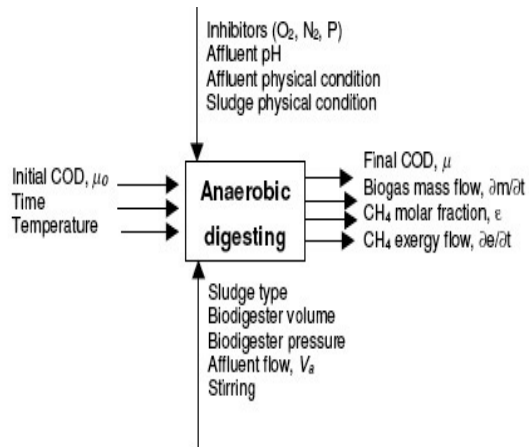 Inhibitors (O₂, N₂, P)
Affluent pH
Affluent physical condition
Sludge physical condition
Initial COD, μo
Time
Temperature
Anaerobic
digesting
Final COD, μ
Biogas mass flow, ∂m/∂t
CH₄ molar fraction, ε
CH₄ exergy flow, ∂e/∂t
Sludge type
Biodigester volume
Biodigester pressure
Affluent flow, Va
Stirring